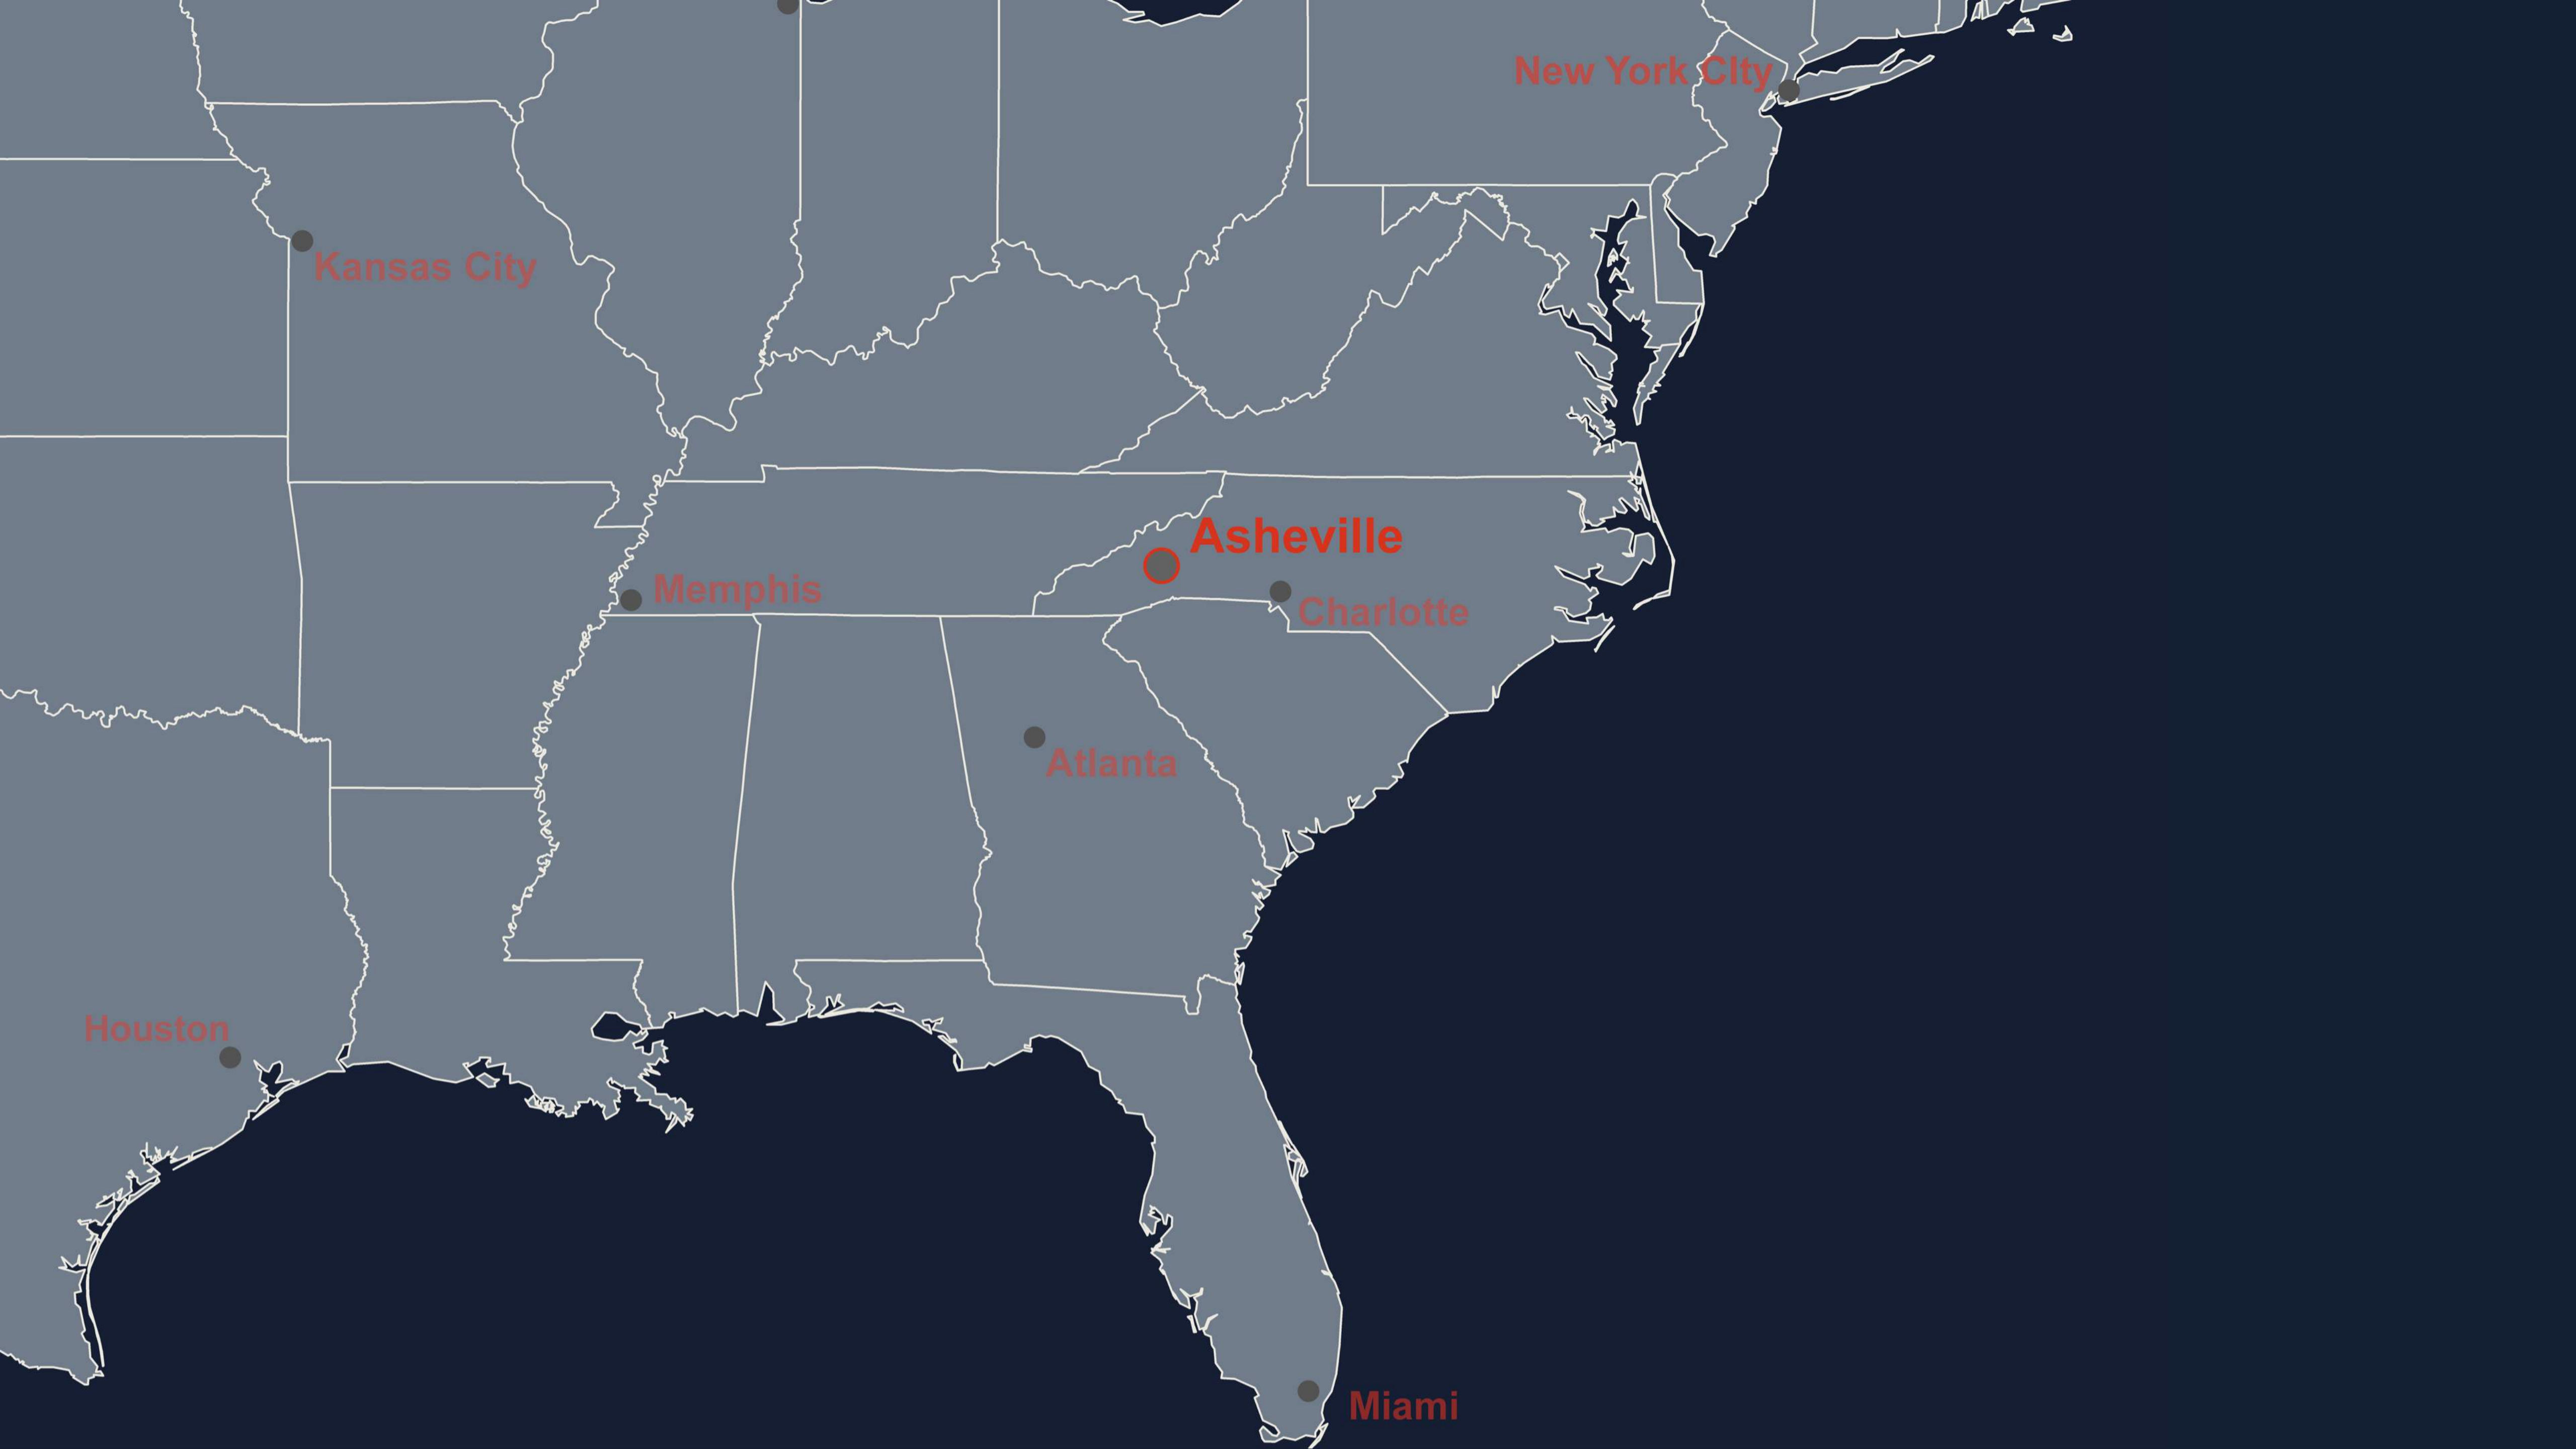 New York CIty
Kansas City
Asheville
Memphis
Charlotte
Atlanta
Houston
Miami